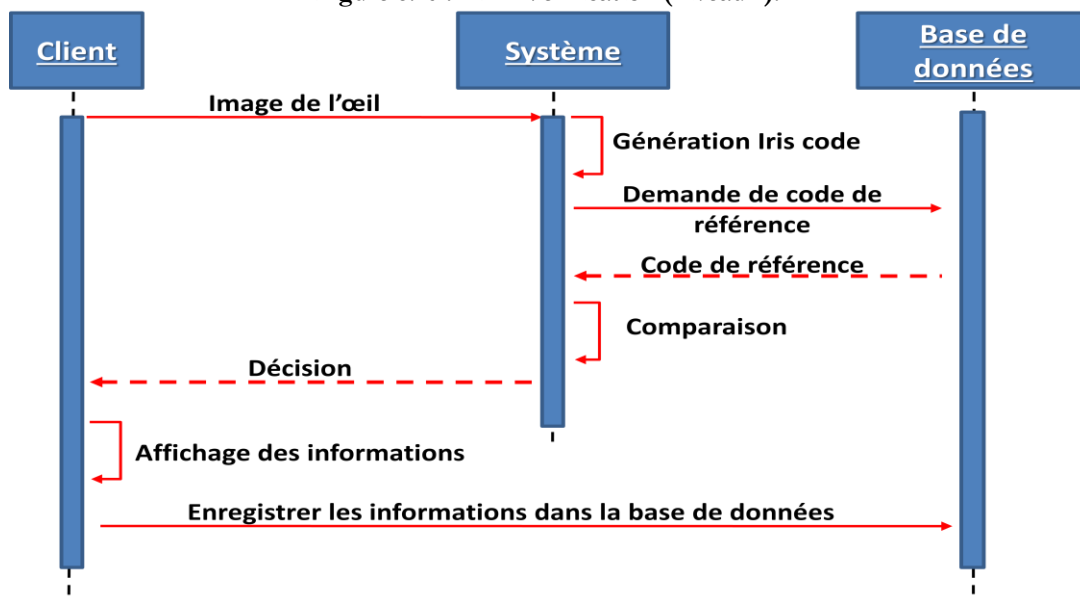 Client
Système
Base de
données
Image de l'œil
Génération Iris code
Demande de code de
référence
Code de référence
Comparaison
Décision
Affichage des informations
Enregistrer les informations dans la base de données